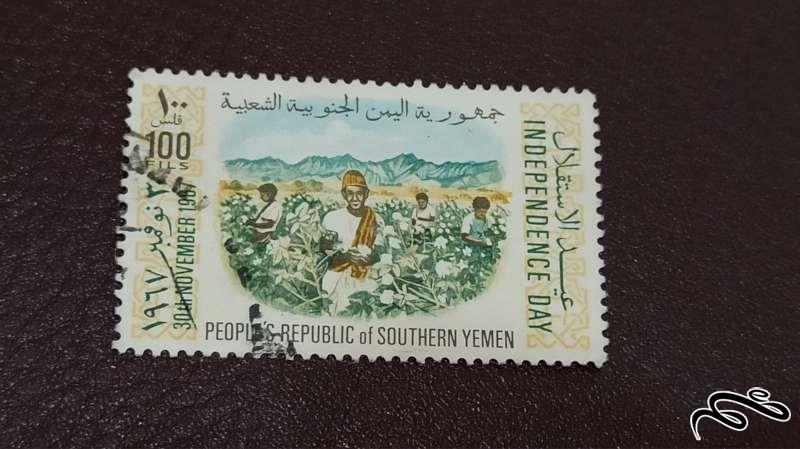 جمهورية اليمن الجنوبية الشعبية
١٠٠
فلس
100
FILS
٣٠ نوفمبر ١٩٦٧
30th NOVEMBER 1967
عيد الاستقلال
INDEPENDENCE DAY
PEOPLE'S REPUBLIC of SOUTHERN YEMEN